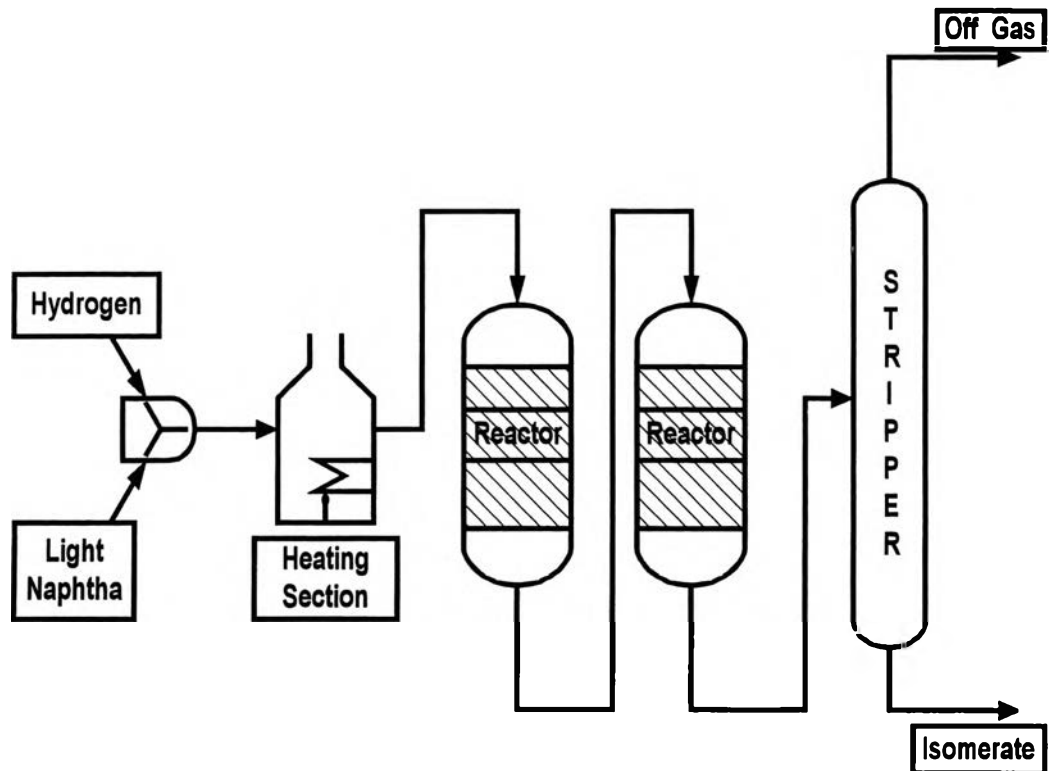 Off Gas
Hydrogen
Light
Naphtha
Heating
Section
Reactor
Reactor
S
T
R
I
P
P
E
R
Isomerate